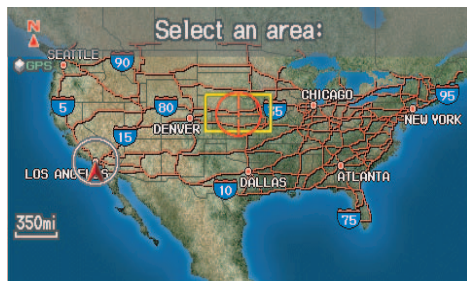 Select an area:
N
SEATTLE
GPS
90
CHICAGO
95
5
80
NEW YORK
DENVER
15
LOS ANGELES
DALLAS
ATLANTA
10
350mi
75